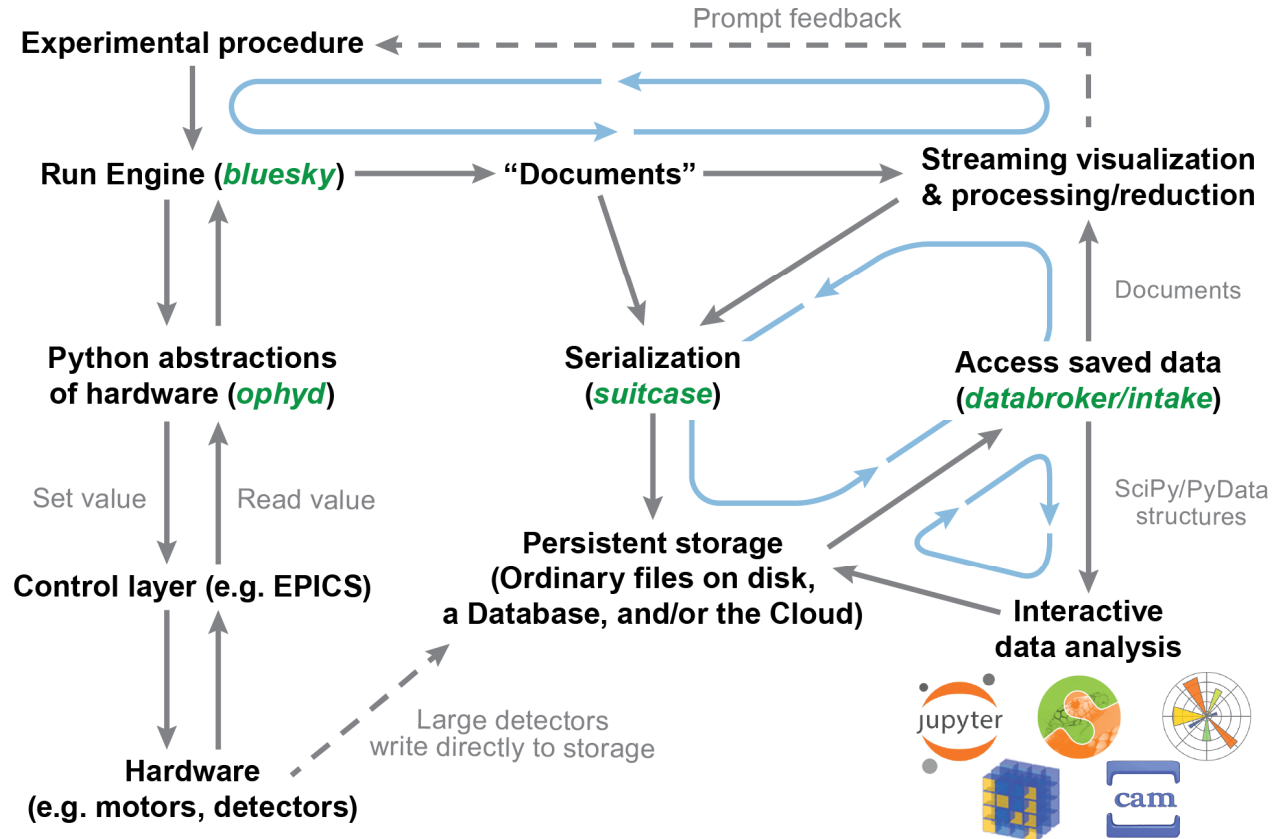 Prompt feedback
Experimental procedure
Run Engine (bluesky)
“Documents”
Streaming visualization
& processing/reduction
Documents
Python abstractions
of hardware (ophyd)
Serialization
(suitcase)
Access saved data
(databroker/intake)
Set value
Read value
SciPy/PyData
structures
Persistent storage
(Ordinary files on disk,
a Database, and/or the Cloud)
Control layer (e.g. EPICS)
Interactive
data analysis
Large detectors
write directly to storage
Hardware
(e.g. motors, detectors)
jupyter
cam